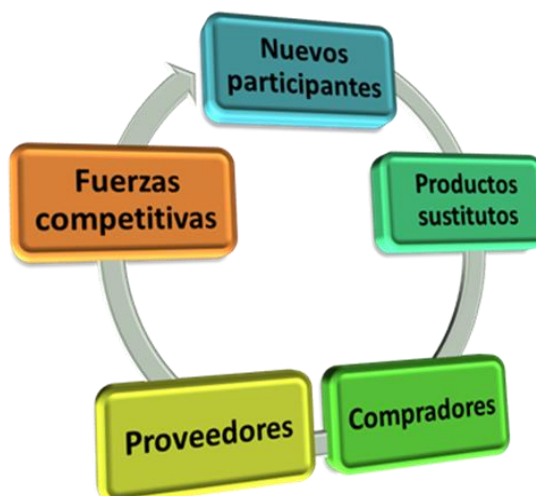 Nuevos
participantes
Productos
sustitutos
Compradores
Proveedores
Fuerzas
competitivas